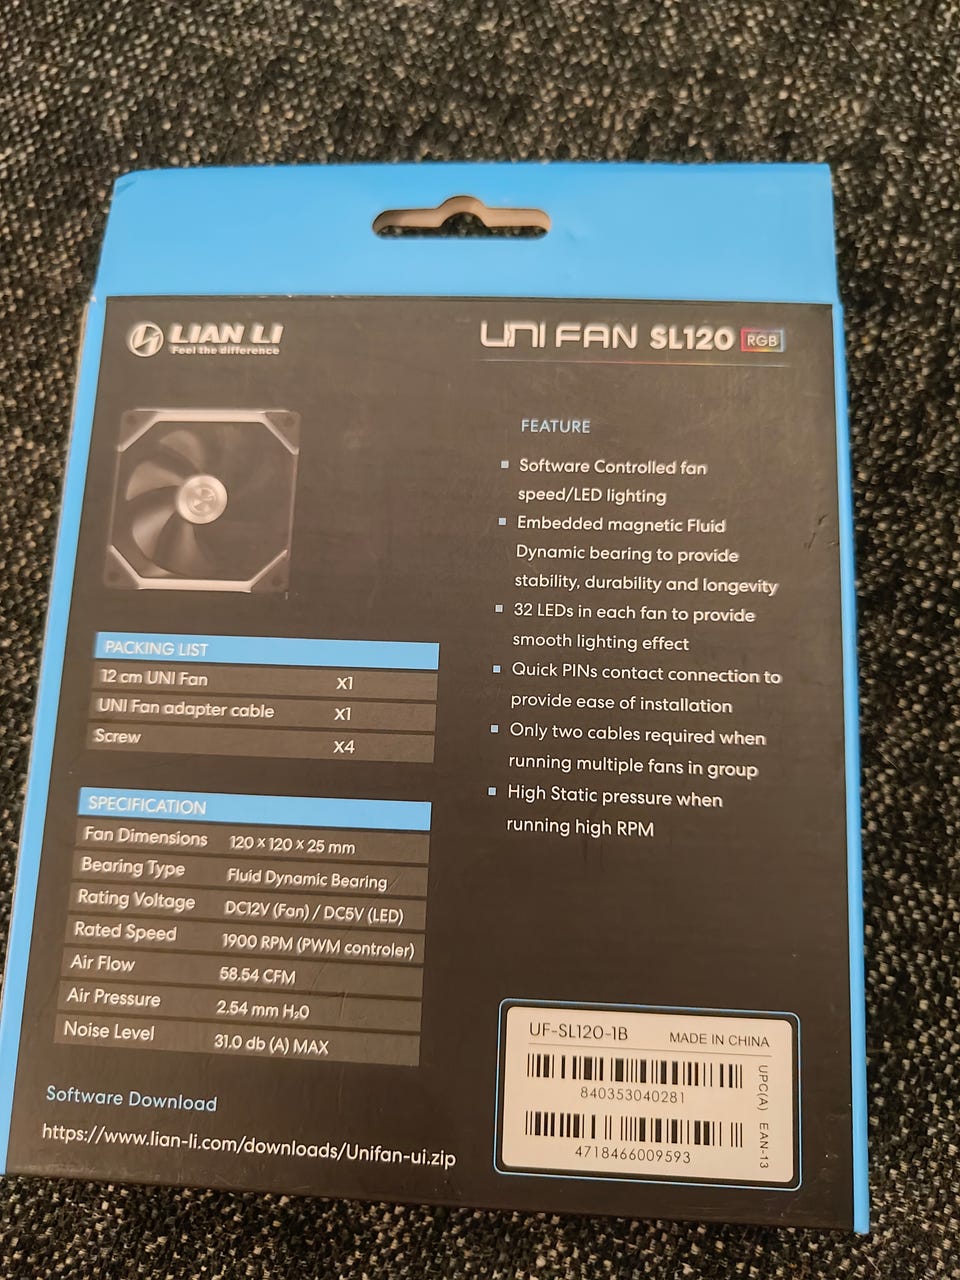 LIAN LI
Feel the difference
UNI FAN SL120 RGB
FEATURE
Software Controlled fan
speed/LED lighting
Embedded magnetic Fluid
Dynamic bearing to provide
stability, durability and longevity
32 LEDs in each fan to provide
smooth lighting effect
Quick PINs contact connection to
provide ease of installation
Only two cables required when
running multiple fans in group
High Static pressure when
running high RPM
PACKING LIST
12 cm UNI Fan X1
UNI Fan adapter cable X1
Screw X4
SPECIFICATION
Fan Dimensions 120 x 120 x 25 mm
Bearing Type Fluid Dynamic Bearing
Rating Voltage DC12V (Fan) / DC5V (LED)
Rated Speed 1900 RPM (PWM controler)
Air Flow 58.54 CFM
Air Pressure 2.54 mm H₂O
Noise Level 31.0 db (A) MAX
Software Download
https://www.lian-li.com/downloads/Unifan-ui.zip
UF-SL120-1B MADE IN CHINA
840353040281
UPC(A)
4718466009593
EAN-13